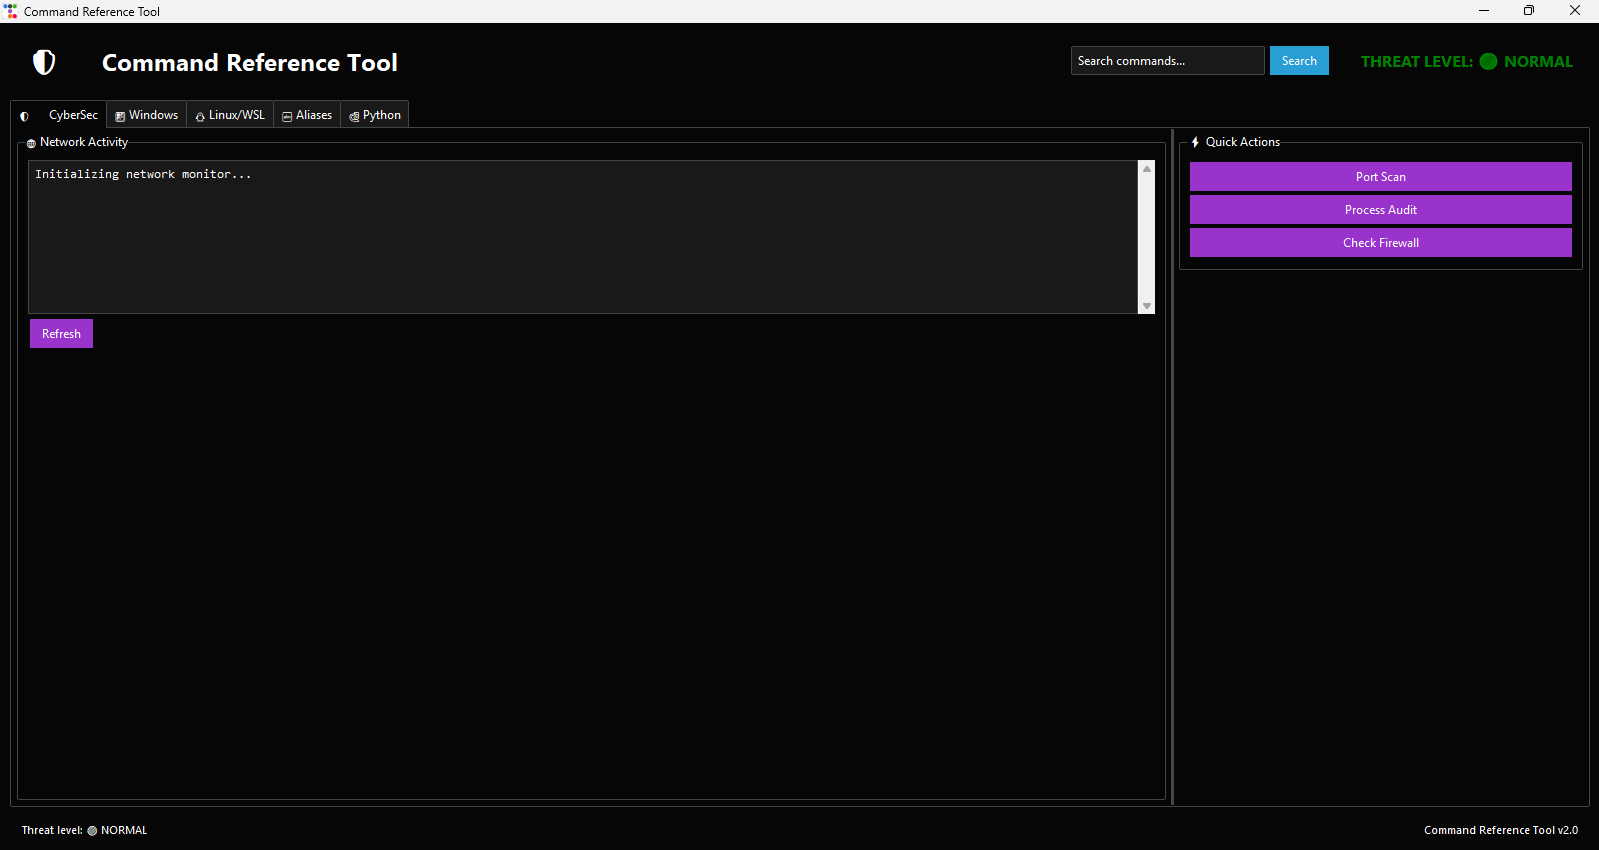 Command Reference Tool
Command Reference Tool
Search commands...
Search
THREAT LEVEL: NORMAL
CyberSec
Windows
Linux/WSL
Aliases
Python
Network Activity
Initializing network monitor...
Refresh
Quick Actions
Port Scan
Process Audit
Check Firewall
Threat level: NORMAL
Command Reference Tool v2.0